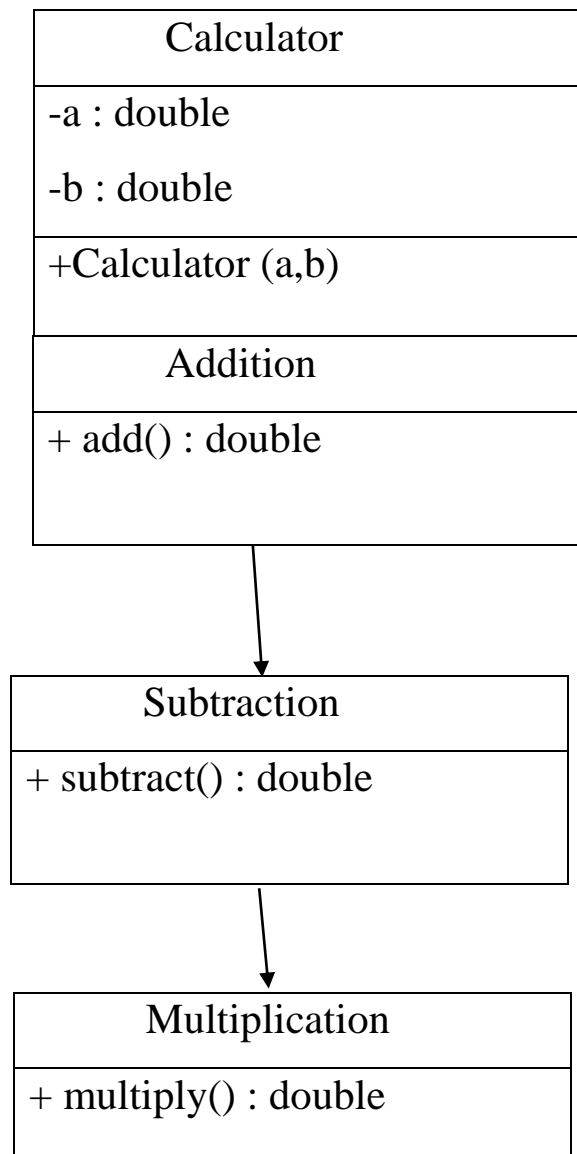 Calculator
-a : double
-b : double
+Calculator (a,b)
Addition
+ add() : double
Subtraction
+ subtract() : double
Multiplication
+ multiply() : double